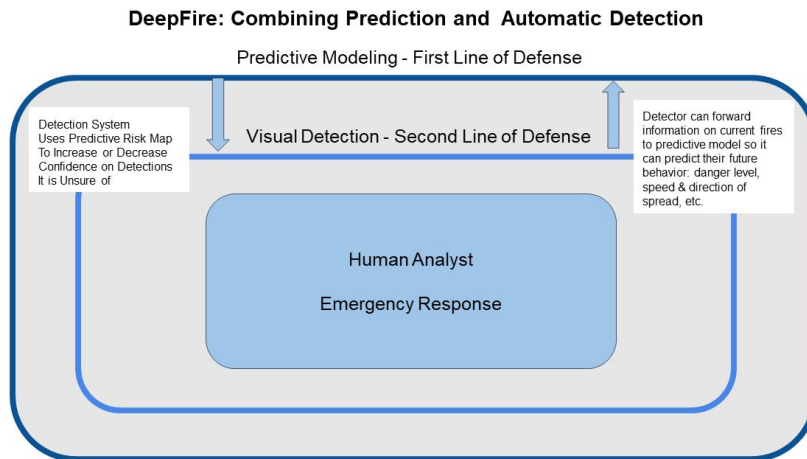 DeepFire: Combining Prediction and Automatic Detection
Predictive Modeling - First Line of Defense
Detection System
Uses Predictive Risk Map
To Increase or Decrease
Confidence on Detections
It is Unsure of
Visual Detection - Second Line of Defense
Detector can forward
information on current fires
to predictive model so it
can predict their future
behavior: danger level,
speed & direction of
spread, etc.
Human Analyst
Emergency Response